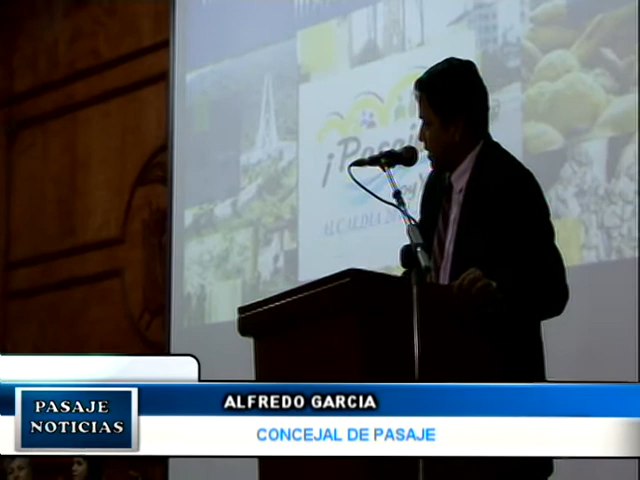 ¡Pasaje
ALCALDIA
ALFREDO GARCIA
PASAJE
NOTICIAS
CONCEJAL DE PASAJE